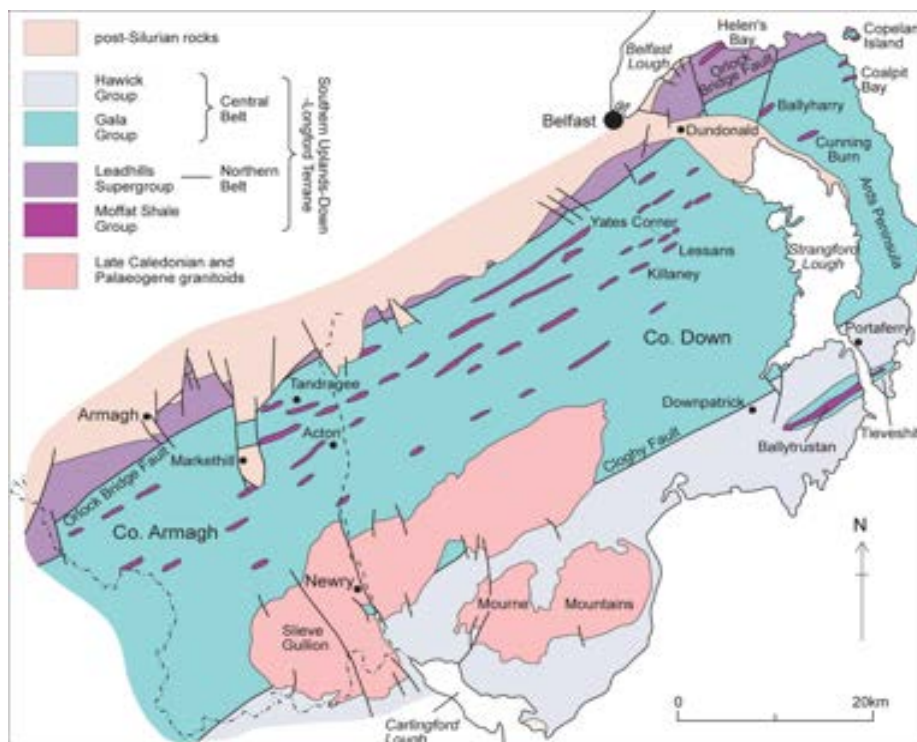 post-Silurian rocks
Hawick
Group
Gala
Group
Central
Belt
Leadhills
Supergroup
Northern
Belt
Moffat Shale
Group
Southern Uplands-Down
-Longford Terrane
Late Caledonian and
Palaeogene granitoids
Helen's
Bay
Copeland
Island
Belfast
Lough
Orlock
Bridge Fault
Coalpit
Bay
Belfast
Ballyharry
Dundonald
Cunning
Burn
Ards Peninsula
Yates Corner
Lessans
Strangford
Lough
Killaney
Portaferry
Co. Down
Tandragee
Armagh
Acton
Downpatrick
Markethill
Cloghy Fault
Ballytrustan
Tieveshilly
Orlock Bridge Fault
Co. Armagh
N
Newry
Mourne
Mountains
Slieve
Gullion
Carlingford
Lough
0
20km